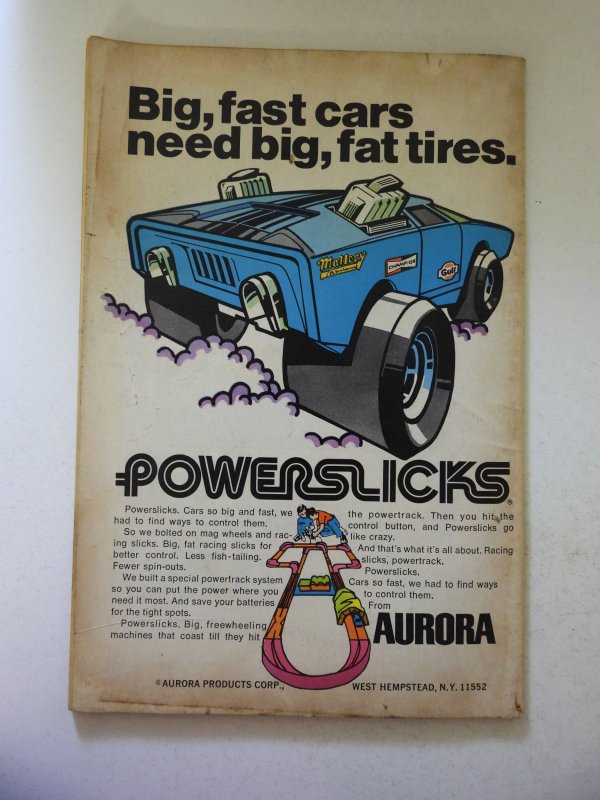 Big, fast cars
need big, fat tires.
Mallory
CHAMPION
Gulf
POWERSLICKS®
Powerslicks. Cars so big and fast, we
had to find ways to control them.
So we bolted on mag wheels and rac-
ing slicks. Big, fat racing slicks for
better control. Less fish-tailing.
Fewer spin-outs.
We built a special powertrack system
so you can put the power where you
need it most. And save your batteries
for the tight spots.
Powerslicks. Big, freewheeling
machines that coast till they hit
the powertrack. Then you hit the
control button, and Powerslicks go
like crazy.
And that's what it's all about. Racing
slicks, powertrack.
Powerslicks.
Cars so fast, we had to find ways
to control them.
From
AURORA
©AURORA PRODUCTS CORP., WEST HEMPSTEAD, N.Y. 11552